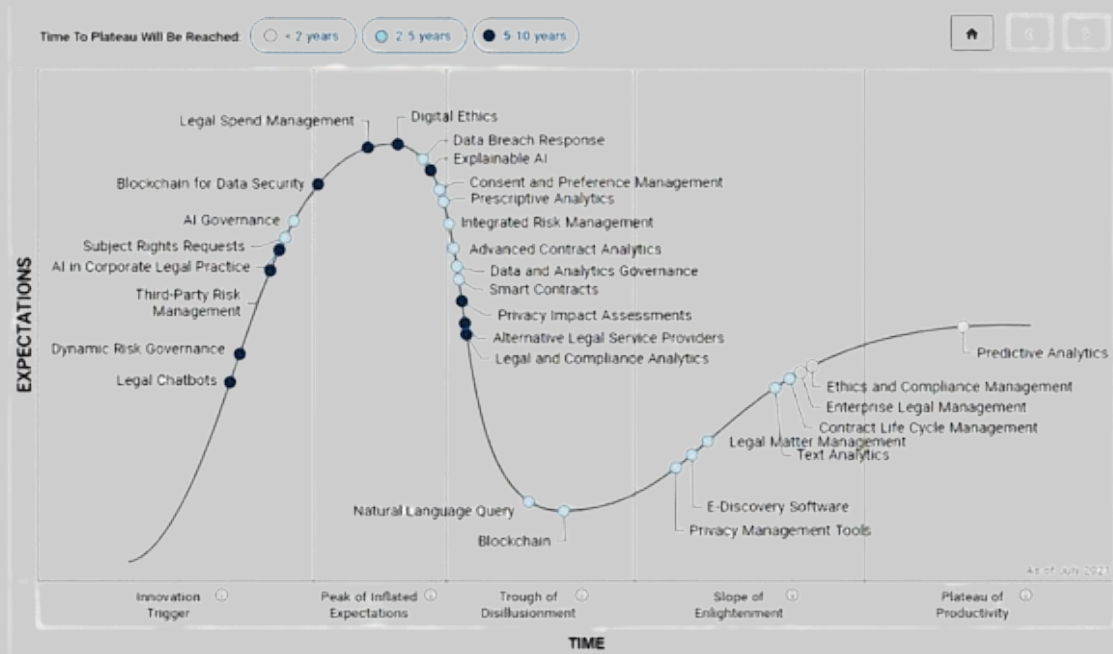 Time To Plateau Will Be Reached:
< 2 years
2-5 years
5-10 years
Legal Spend Management
Digital Ethics
Data Breach Response
Explainable AI
Blockchain for Data Security
Consent and Preference Management
Prescriptive Analytics
AI Governance
Integrated Risk Management
Subject Rights Requests
Advanced Contract Analytics
AI in Corporate Legal Practice
Data and Analytics Governance
Smart Contracts
Third-Party Risk
Management
Privacy Impact Assessments
Alternative Legal Service Providers
Dynamic Risk Governance
Legal and Compliance Analytics
Legal Chatbots
Predictive Analytics
Ethics and Compliance Management
Enterprise Legal Management
Contract Life Cycle Management
Legal Matter Management
Text Analytics
Natural Language Query
E-Discovery Software
Privacy Management Tools
Blockchain
EXPECTATIONS
As of July 2021
Innovation
Trigger
Peak of Inflated
Expectations
Trough of
Disillusionment
Slope of
Enlightenment
Plateau of
Productivity
TIME